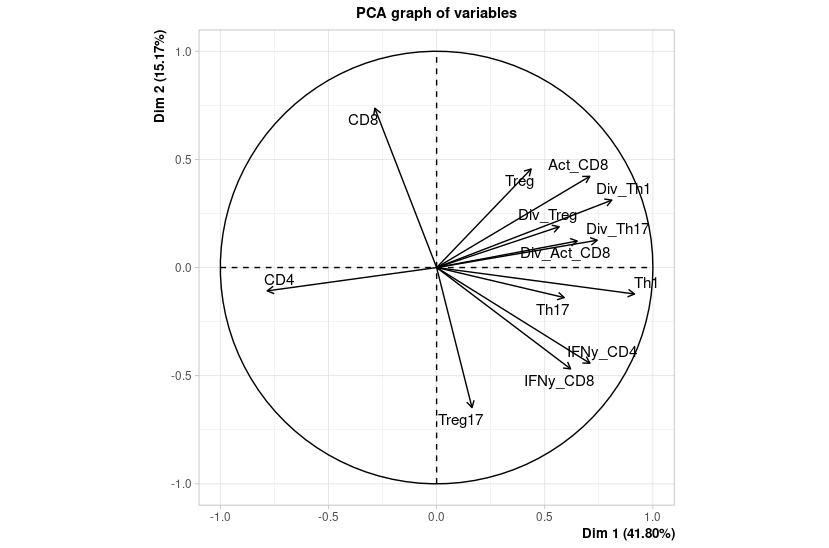 PCA graph of variables
Dim 2 (15.17%)
1.0
0.5
0.0
-0.5
-1.0
CD8
Treg
Act_CD8
Div_Th1
Div_Treg
Div_Th17
Div_Act_CD8
CD4
Th1
Th17
IFNy_CD4
IFNy_CD8
Treg17
-1.0
-0.5
0.0
0.5
1.0
Dim 1 (41.80%)